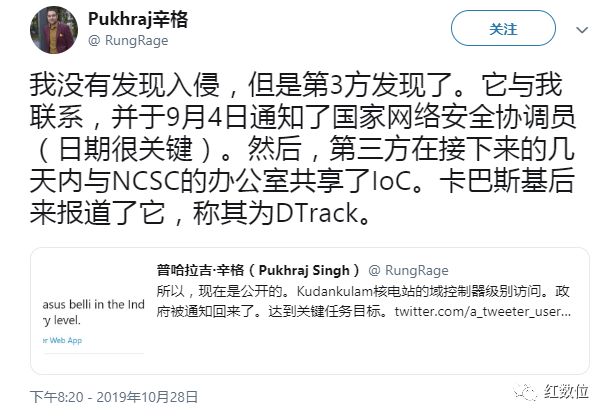 Pukhraj辛格
@ RungRage
关注
我没有发现入侵，但是第3方发现了。它与我
联系，并于9月4日通知了国家网络安全协调员
（日期很关键）。然后，第三方在接下来的几
天内与NCSC的办公室共享了IoC。卡巴斯基后
来报道了它，称其为DTrack。
asus belli in the Ind
ry level.
er Web App
普哈拉吉·辛格（Pukhraj Singh） @ RungRage
所以，现在是公开的。Kudankulam核电站的域控制器级别访问。政
府被通知回来了。达到关键任务目标。twitter.com/a_tweeter_user...
下午8:20 - 2019年10月28日
红数位